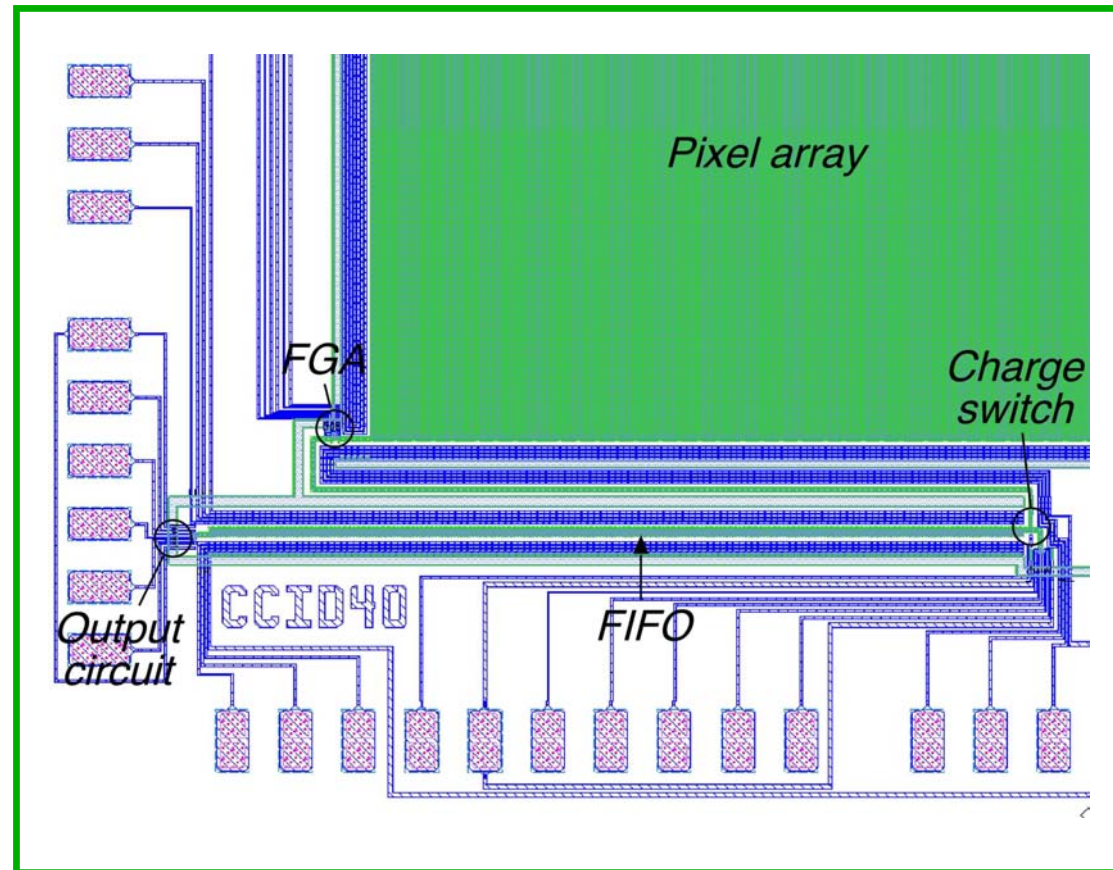 Pixel array
FGA
Charge
switch
CCID40
FIFO
Output
circuit